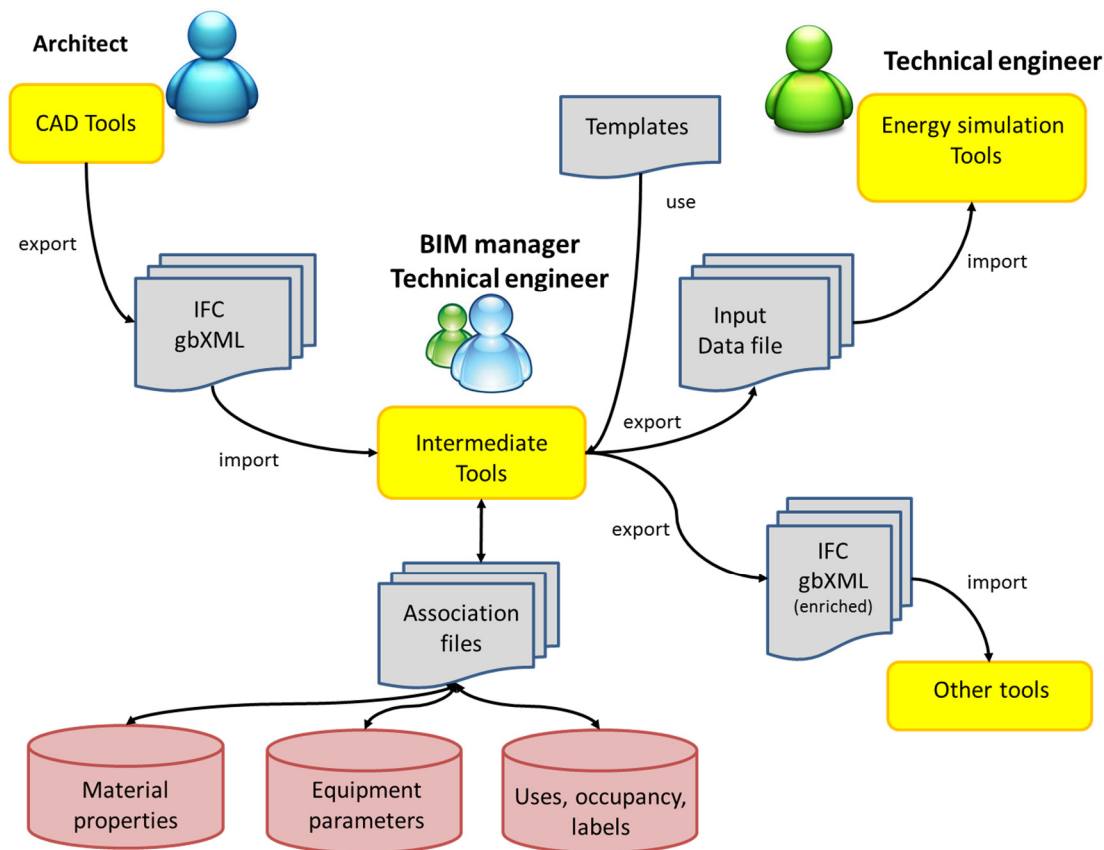 Architect
Technical engineer
CAD Tools
Templates
Energy simulation
Tools
use
export
BIM manager
Technical engineer
import
IFC
gbXML
Input
Data file
export
import
Intermediate
Tools
export
IFC
gbXML
(enriched)
import
Association
files
Other tools
Material
properties
Equipment
parameters
Uses, occupancy,
labels